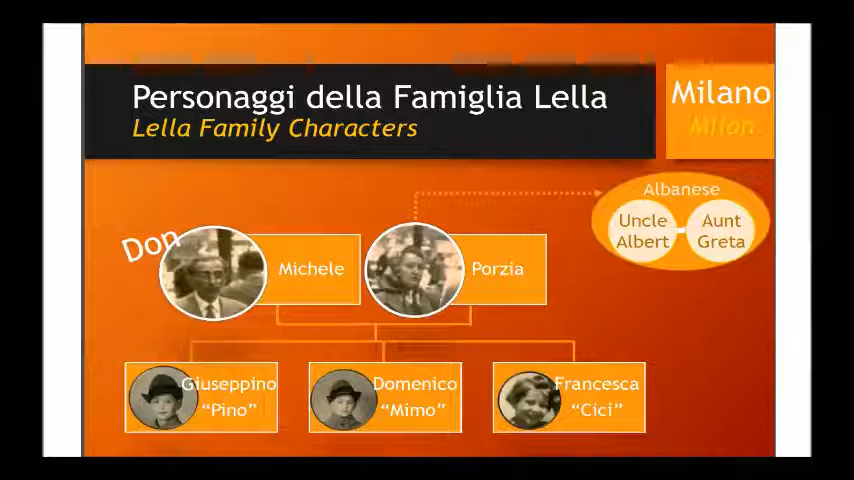 Personaggi della Famiglia Lella
Lella Family Characters
Milano
Milan
Albanese
Uncle Albert
Aunt Greta
Don
Michele
Porzia
Giuseppino
“Pino”
Domenico
“Mimo”
Francesca
“Cici”